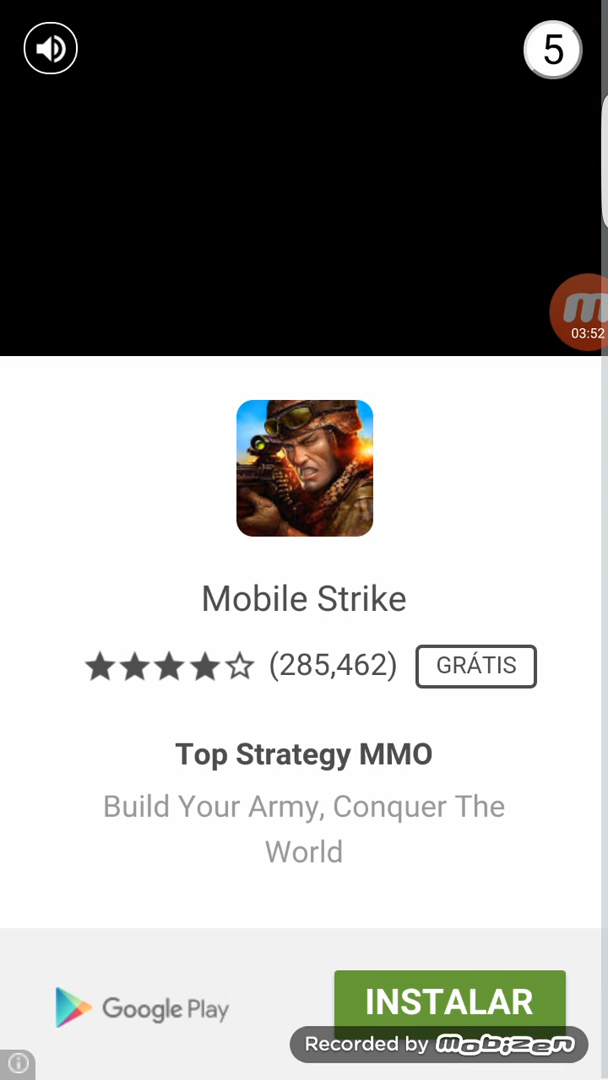 5
03:52
Mobile Strike
(285,462) GRÁTIS
Top Strategy MMO
Build Your Army, Conquer The
World
Google Play
INSTALAR
Recorded by mobizen